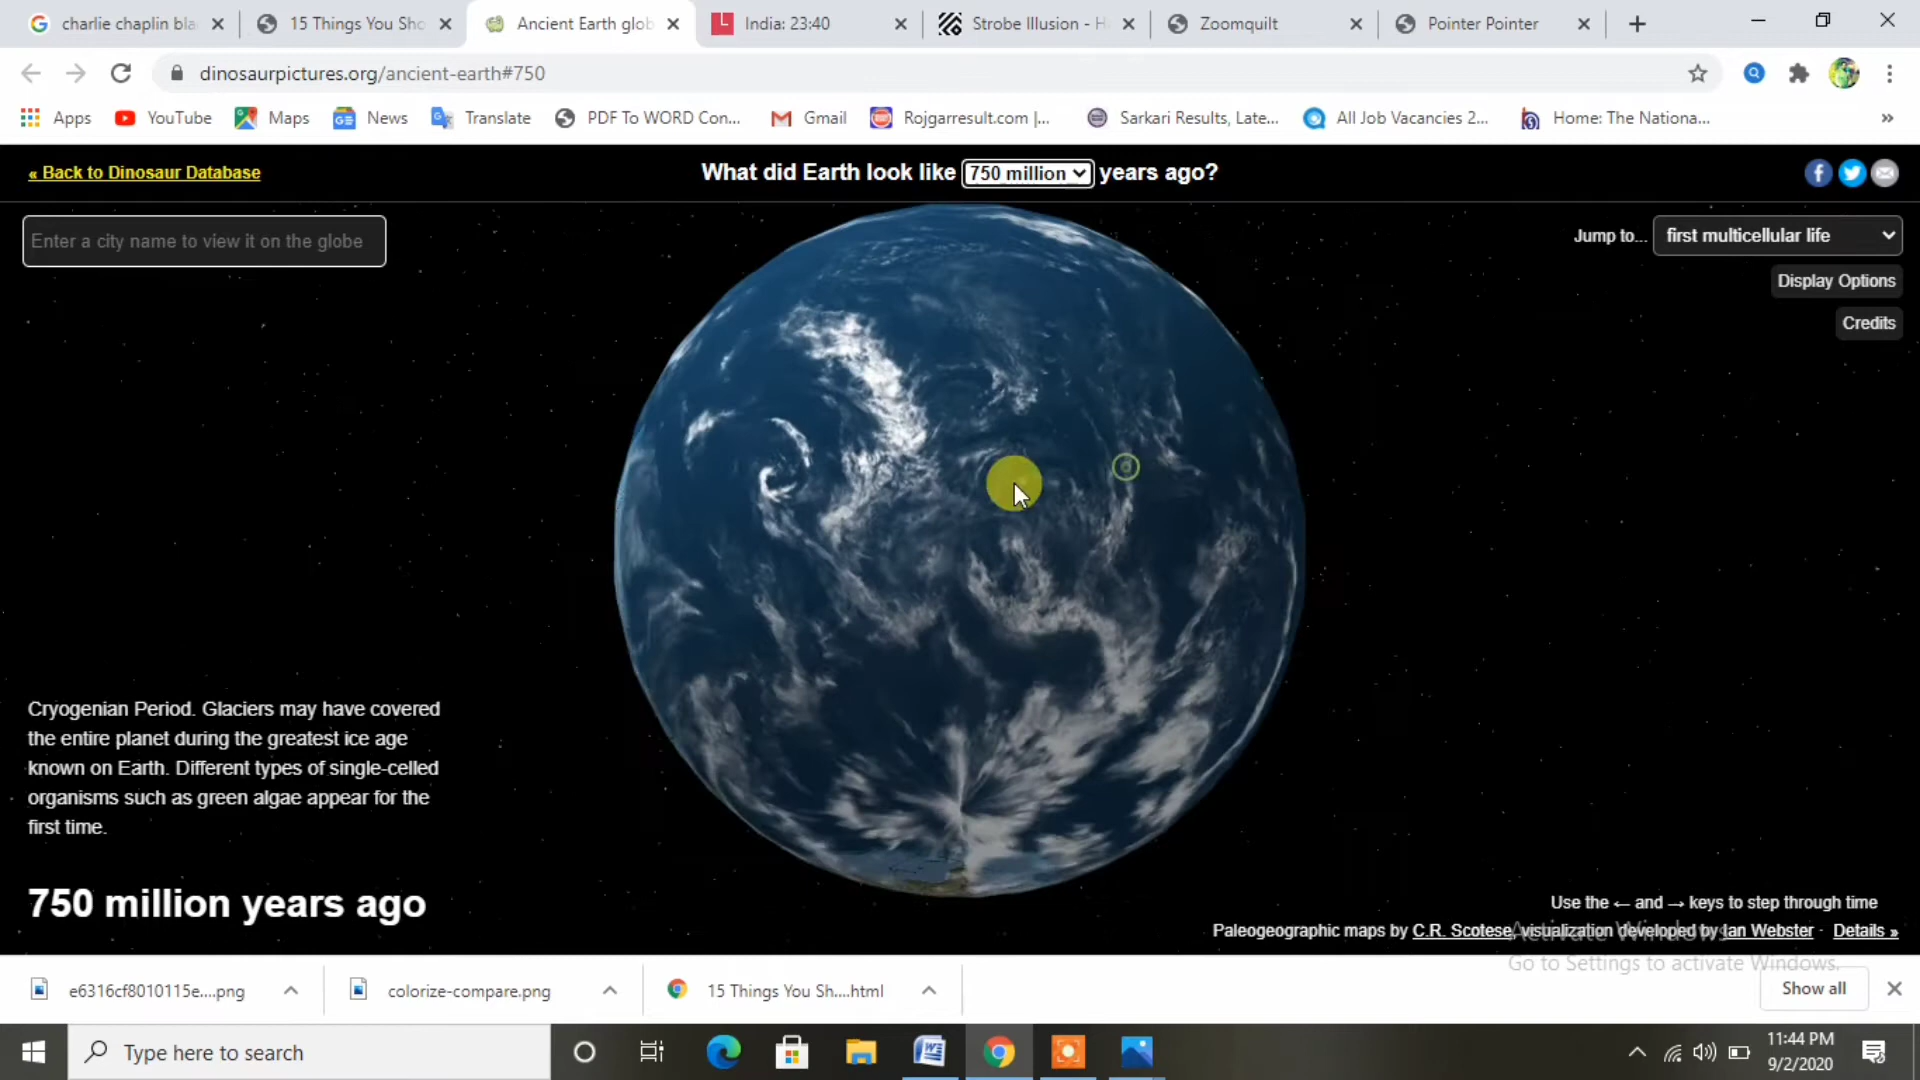 charlie chaplin bla
15 Things You Sho
Ancient Earth glob
India: 23:40
Strobe Illusion - H
Zoomquilt
Pointer Pointer
dinosaurpictures.org/ancient-earth#750
Apps
YouTube
Maps
News
Translate
PDF To WORD Con...
Gmail
Rojgarresult.com |...
Sarkari Results, Late...
All Job Vacancies 2...
Home: The Nationa...
»
« Back to Dinosaur Database
What did Earth look like 750 million years ago?
Enter a city name to view it on the globe
Jump to... first multicellular life
Display Options
Credits
Cryogenian Period. Glaciers may have covered
the entire planet during the greatest ice age
known on Earth. Different types of single-celled
organisms such as green algae appear for the
first time.
750 million years ago
Use the ← and → keys to step through time
Paleogeographic maps by C.R. Scotese, visualization developed by Ian Webster · Details »
Activate Windows
Go to Settings to activate Windows.
e6316cf8010115e....png
colorize-compare.png
15 Things You Sh....html
Show all
Type here to search
11:44 PM
9/2/2020